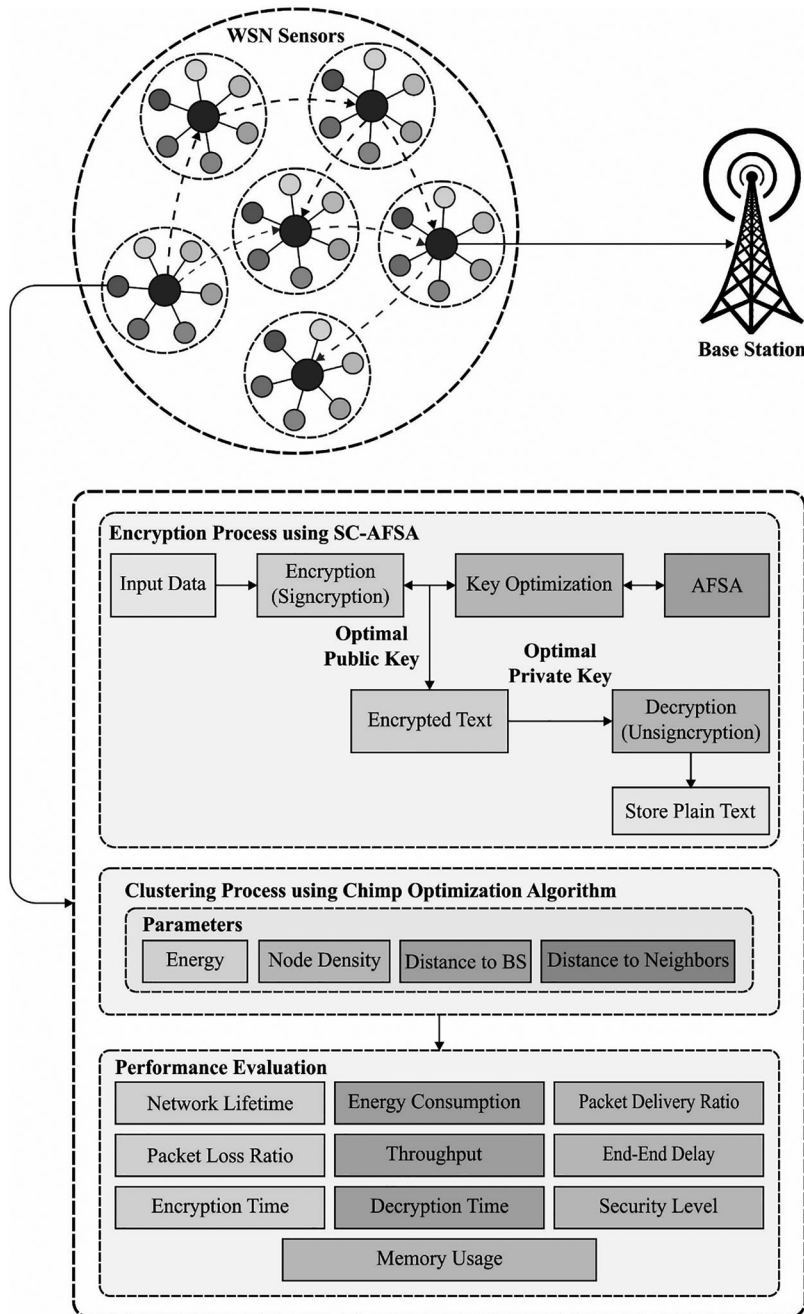 WSN Sensors
Base Station
Encryption Process using SC-AFSA
Input Data
Encryption
(Signcryption)
Key Optimization
AFSA
Optimal
Public Key
Optimal
Private Key
Encrypted Text
Decryption
(Unsigncryption)
Store Plain Text
Clustering Process using Chimp Optimization Algorithm
Parameters
Energy
Node Density
Distance to BS
Distance to Neighbors
Performance Evaluation
Network Lifetime
Energy Consumption
Packet Delivery Ratio
Packet Loss Ratio
Throughput
End-End Delay
Encryption Time
Decryption Time
Security Level
Memory Usage